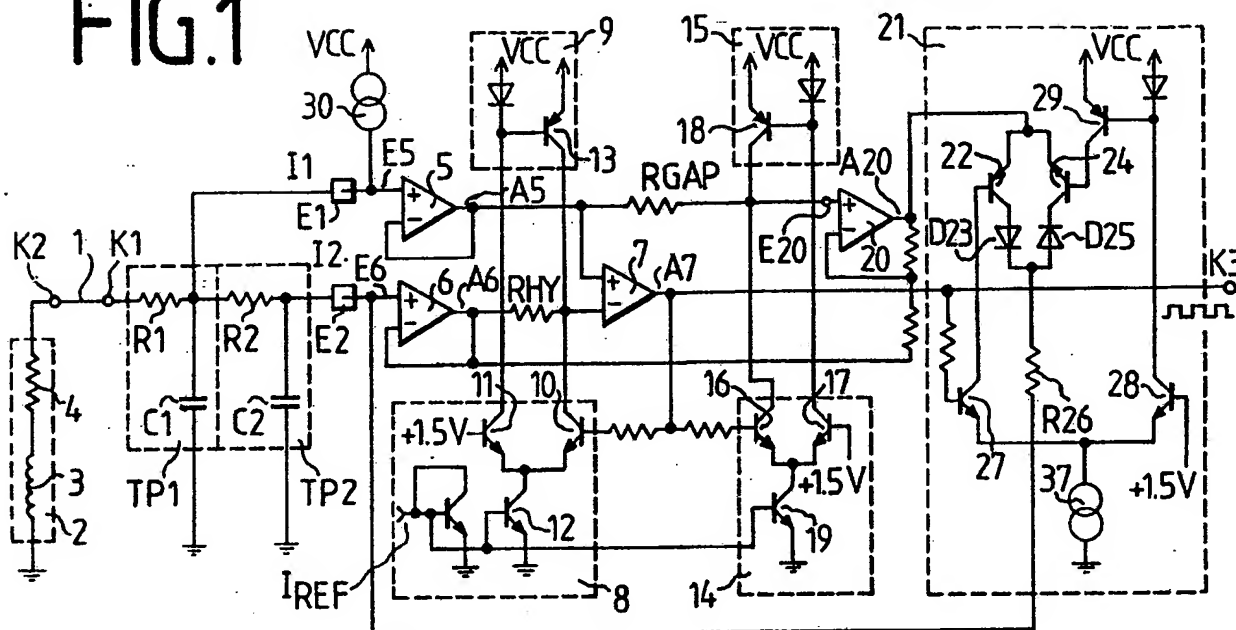 FIG.1
VCC
30
9
VCC
13
15
VCC
18
21
VCC
29
22
24
I1
E5
5
E1
A5
RGAP
A20
E20
20
D23
D25
K2
1
K1
I2
E6
6
A6
RHY
7
A7
K3
R1
R2
E2
4
C1
C2
3
TP1
TP2
2
11
10
+1.5V
12
IREF
8
16
17
+1.5V
19
14
R26
27
28
37
+1.5V